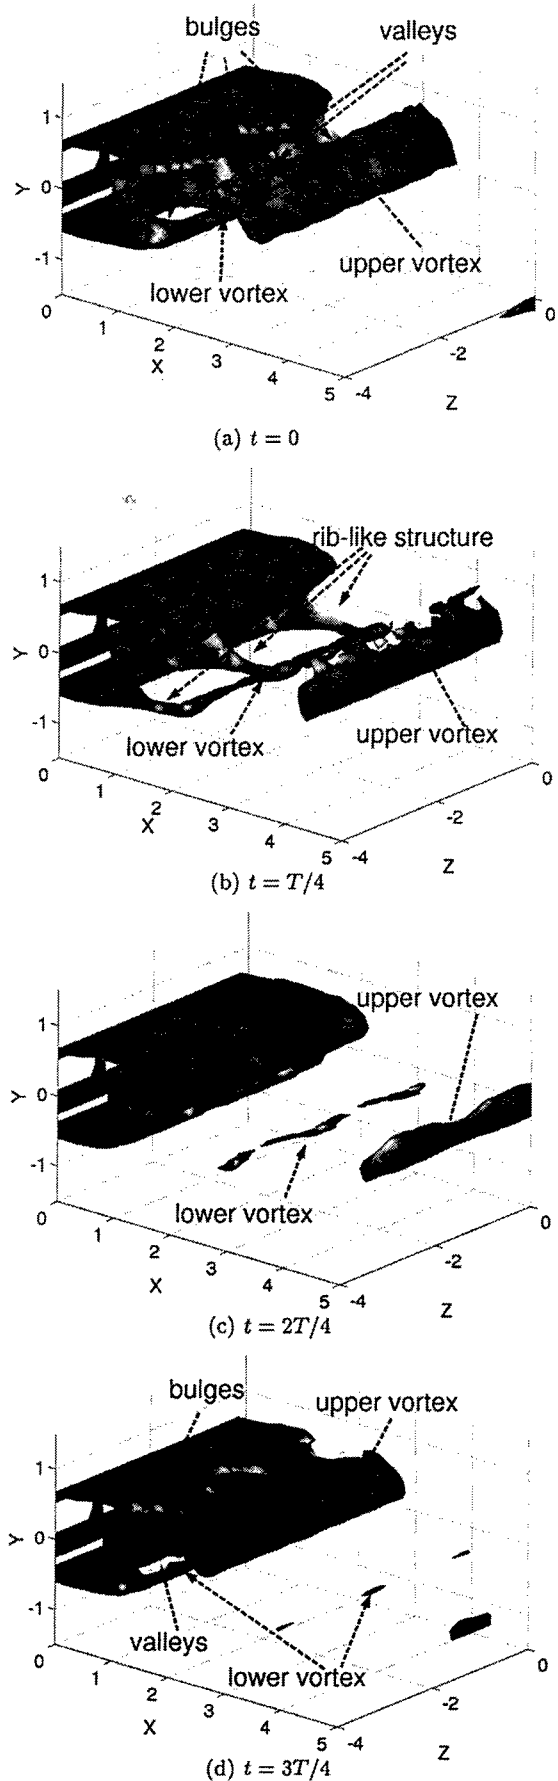 bulges valleys
1
0
Y
-1
upper vortex
lower vortex
0 0
1 -2
2
X 3
4
5 -4
Z
(a) t = 0
rib-like structure
1
0
Y
-1
lower vortex upper vortex
0 0
1 -2
2
X 3
4
5 -4
Z
(b) t = T/4
upper vortex
1
0
Y
-1
lower vortex
0 0
1 -2
2
3
X 4
5 -4
Z
(c) t = 2T/4
bulges upper vortex
1
0
Y
-1
valleys
lower vortex
0 0
1 -2
2
X 3
4
5 -4
Z
(d) t = 3T/4